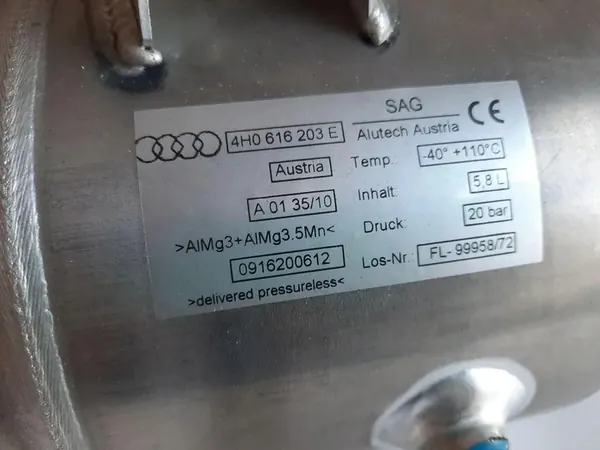 4H0 616 203 E
Austria
A 01 35/10
>AlMg3+AlMg3.5Mn<
0916200612
>delivered pressureless<
SAG CE
Alutech Austria
Temp.: -40° +110°C
Inhalt: 5,8 L
Druck: 20 bar
Los-Nr.: FL- 99958/72